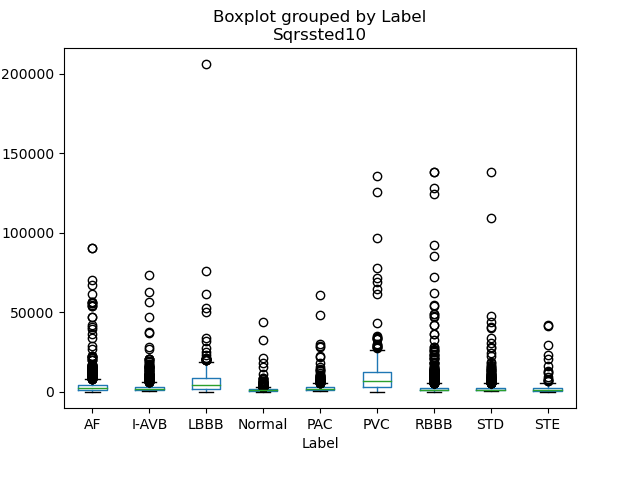 Boxplot grouped by Label
Sqrssted10
200000
150000
100000
50000
0
AF I-AVB LBBB Normal PAC PVC RBBB STD STE
Label